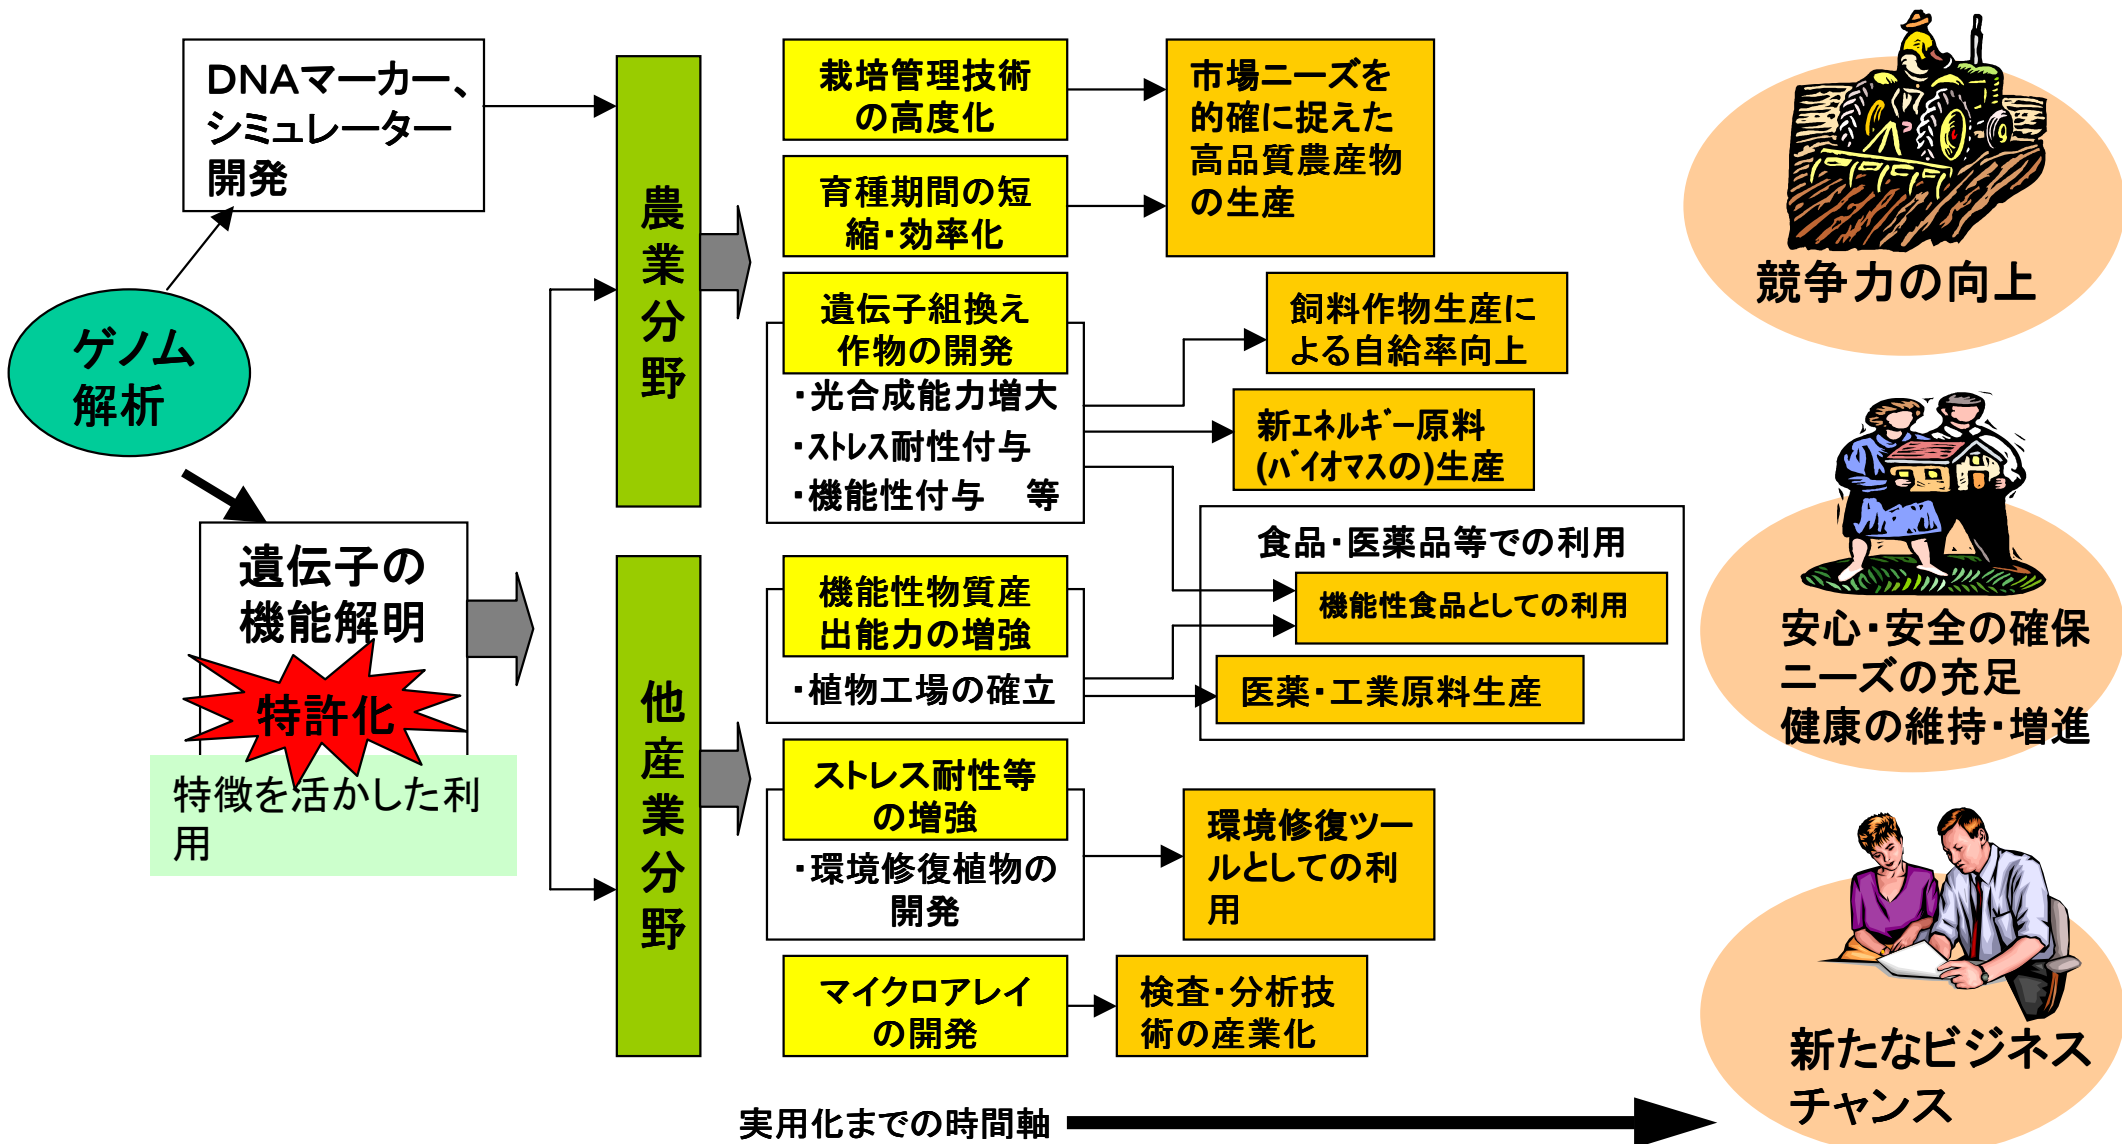 DNAマーカー、
シミュレーター
開発
ゲノム
解析
遺伝子の
機能解明
特許化
特徴を活かした利
用
農業分野
他産業分野
栽培管理技術
の高度化
育種期間の短
縮・効率化
遺伝子組換え
作物の開発
・光合成能力増大
・ストレス耐性付与
・機能性付与　等
機能性物質産
出能力の増強
・植物工場の確立
ストレス耐性等
の増強
・環境修復植物の
開発
マイクロアレイ
の開発
市場ニーズを
的確に捉えた
高品質農産物
の生産
飼料作物生産に
よる自給率向上
新エネルギー原料
(バイオマスの)生産
食品・医薬品等での利用
機能性食品としての利用
医薬・工業原料生産
環境修復ツー
ルとしての利
用
検査・分析技
術の産業化
競争力の向上
安心・安全の確保
ニーズの充足
健康の維持・増進
新たなビジネス
チャンス
実用化までの時間軸